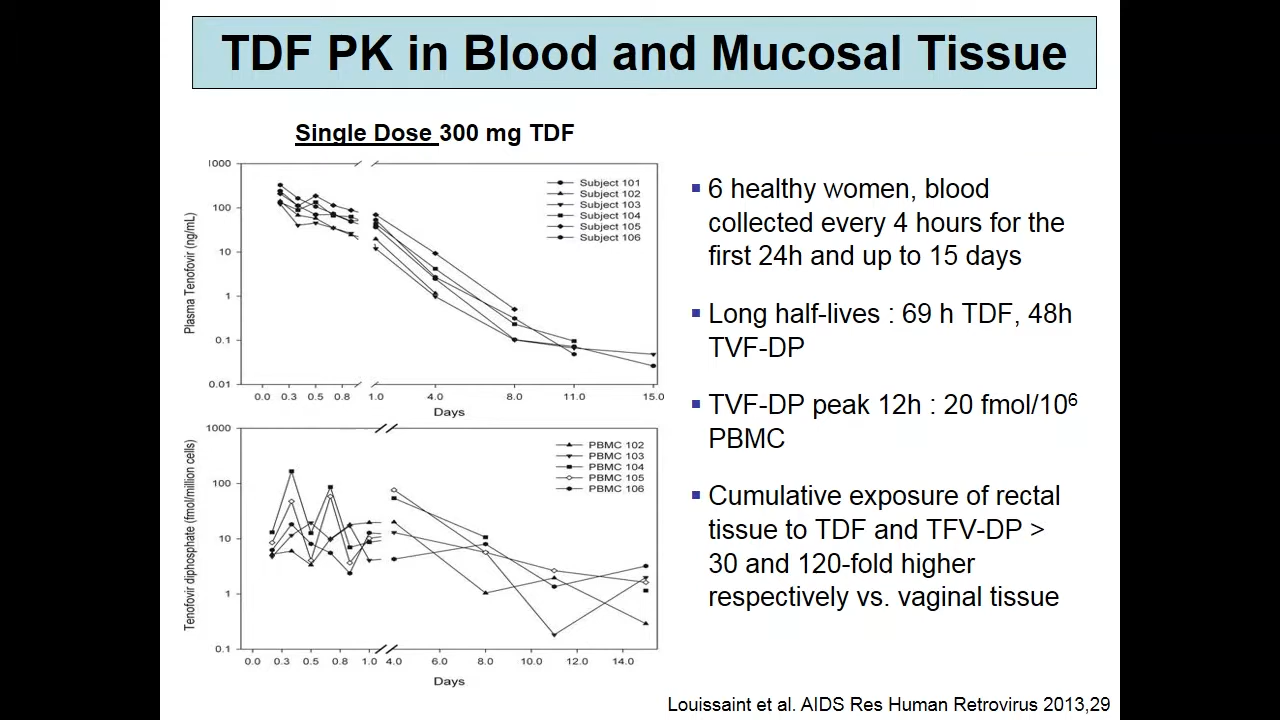 TDF PK in Blood and Mucosal Tissue
Single Dose 300 mg TDF
1000
100
10
1
0.1
0.01
Plasma Tenofovir (ng/mL)
Subject 101
Subject 102
Subject 103
Subject 104
Subject 105
Subject 106
0.0 0.3 0.5 0.8 1.0 4.0 8.0 11.0 15.0
Days
1000
100
10
1
0.1
Tenofovir diphosphate (fmol/million cells)
PBMC 102
PBMC 103
PBMC 104
PBMC 105
PBMC 106
0.0 0.3 0.5 0.8 1.0 4.0 6.0 8.0 10.0 12.0 14.0
Days
6 healthy women, blood
collected every 4 hours for the
first 24h and up to 15 days
Long half-lives : 69 h TDF, 48h
TVF-DP
TVF-DP peak 12h : 20 fmol/10⁶
PBMC
Cumulative exposure of rectal
tissue to TDF and TFV-DP >
30 and 120-fold higher
respectively vs. vaginal tissue
Louissaint et al. AIDS Res Human Retrovirus 2013,29